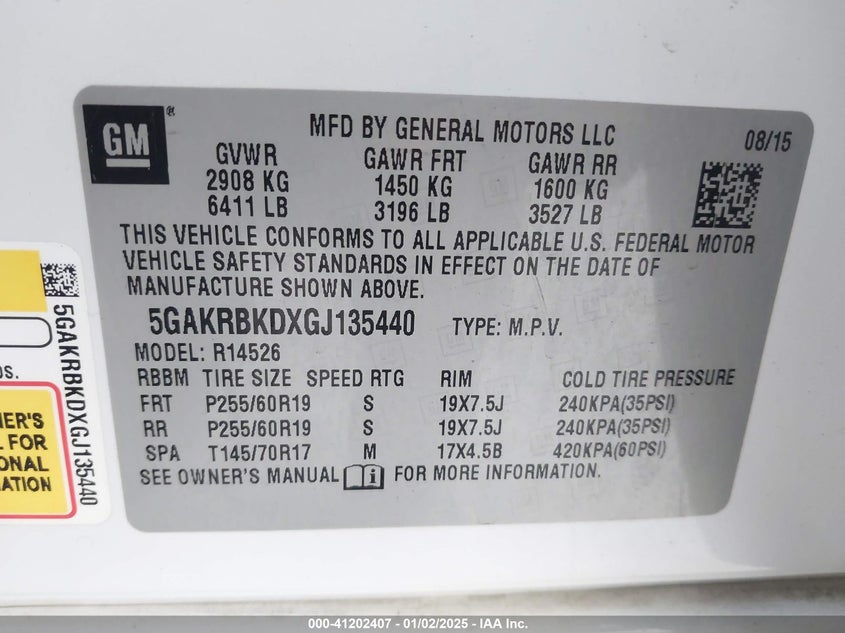 GM
MFD BY GENERAL MOTORS LLC 08/15
GVWR GAWR FRT GAWR RR
2908 KG 1450 KG 1600 KG
6411 LB 3196 LB 3527 LB
THIS VEHICLE CONFORMS TO ALL APPLICABLE U.S. FEDERAL MOTOR
VEHICLE SAFETY STANDARDS IN EFFECT ON THE DATE OF
MANUFACTURE SHOWN ABOVE.
5GAKRBKDXGJ135440 TYPE: M.P.V.
MODEL: R14526
RBBM TIRE SIZE SPEED RTG RIM COLD TIRE PRESSURE
FRT P255/60R19 S 19X7.5J 240KPA(35PSI)
RR P255/60R19 S 19X7.5J 240KPA(35PSI)
SPA T145/70R17 M 17X4.5B 420KPA(60PSI)
SEE OWNER'S MANUAL i FOR MORE INFORMATION.
5GAKRBKDXGJ135440
000-41202407 - 01/02/2025 - IAA Inc.